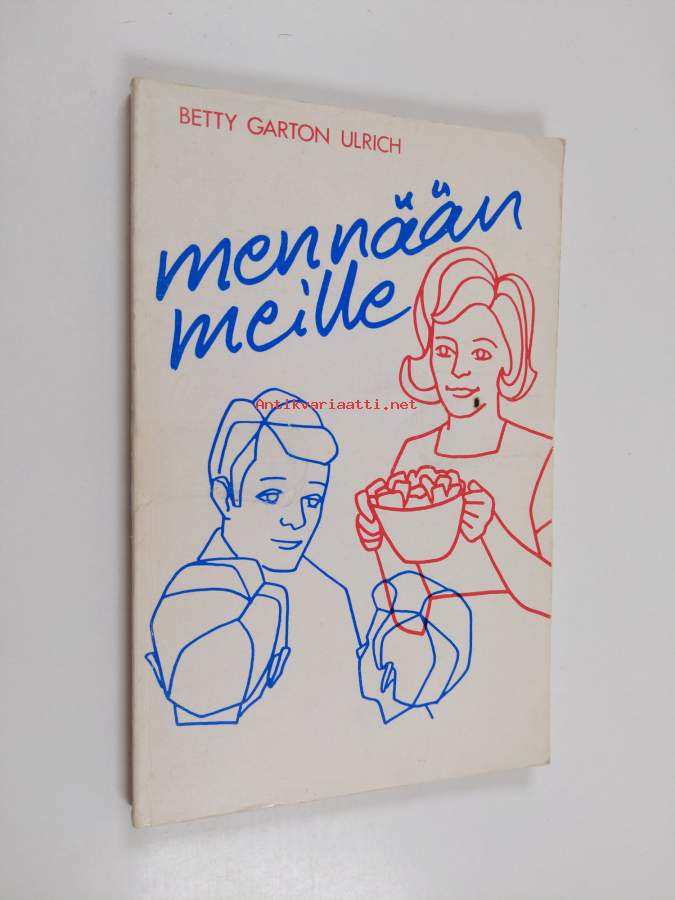 BETTY GARTON ULRICH
mennään
meille
Antikvariaatti.net